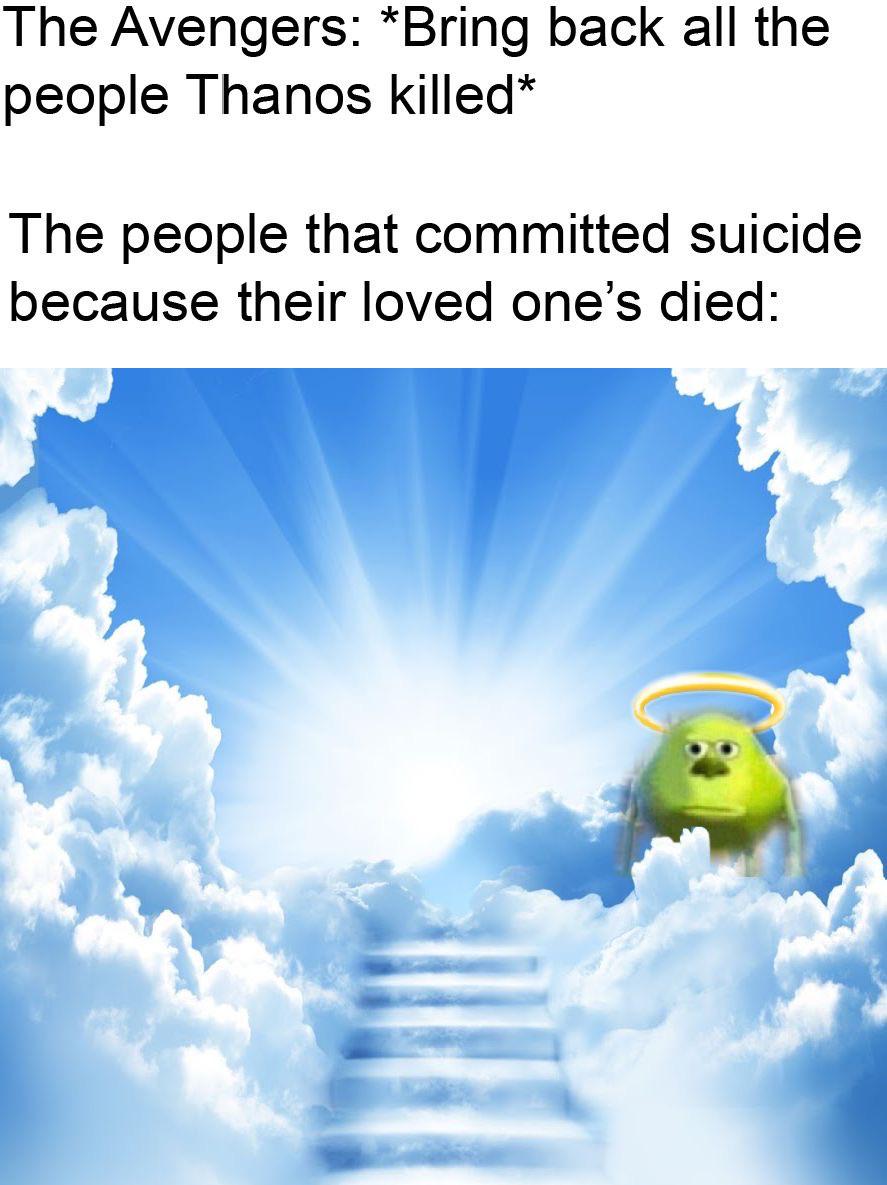 The Avengers: *Bring back all the
people Thanos killed*
The people that committed suicide
because their loved one’s died: